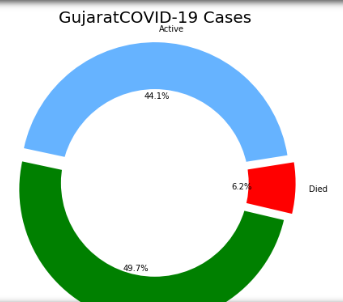 GujaratCOVID-19 Cases
Active
44.1%
6.2%
Died
49.7%